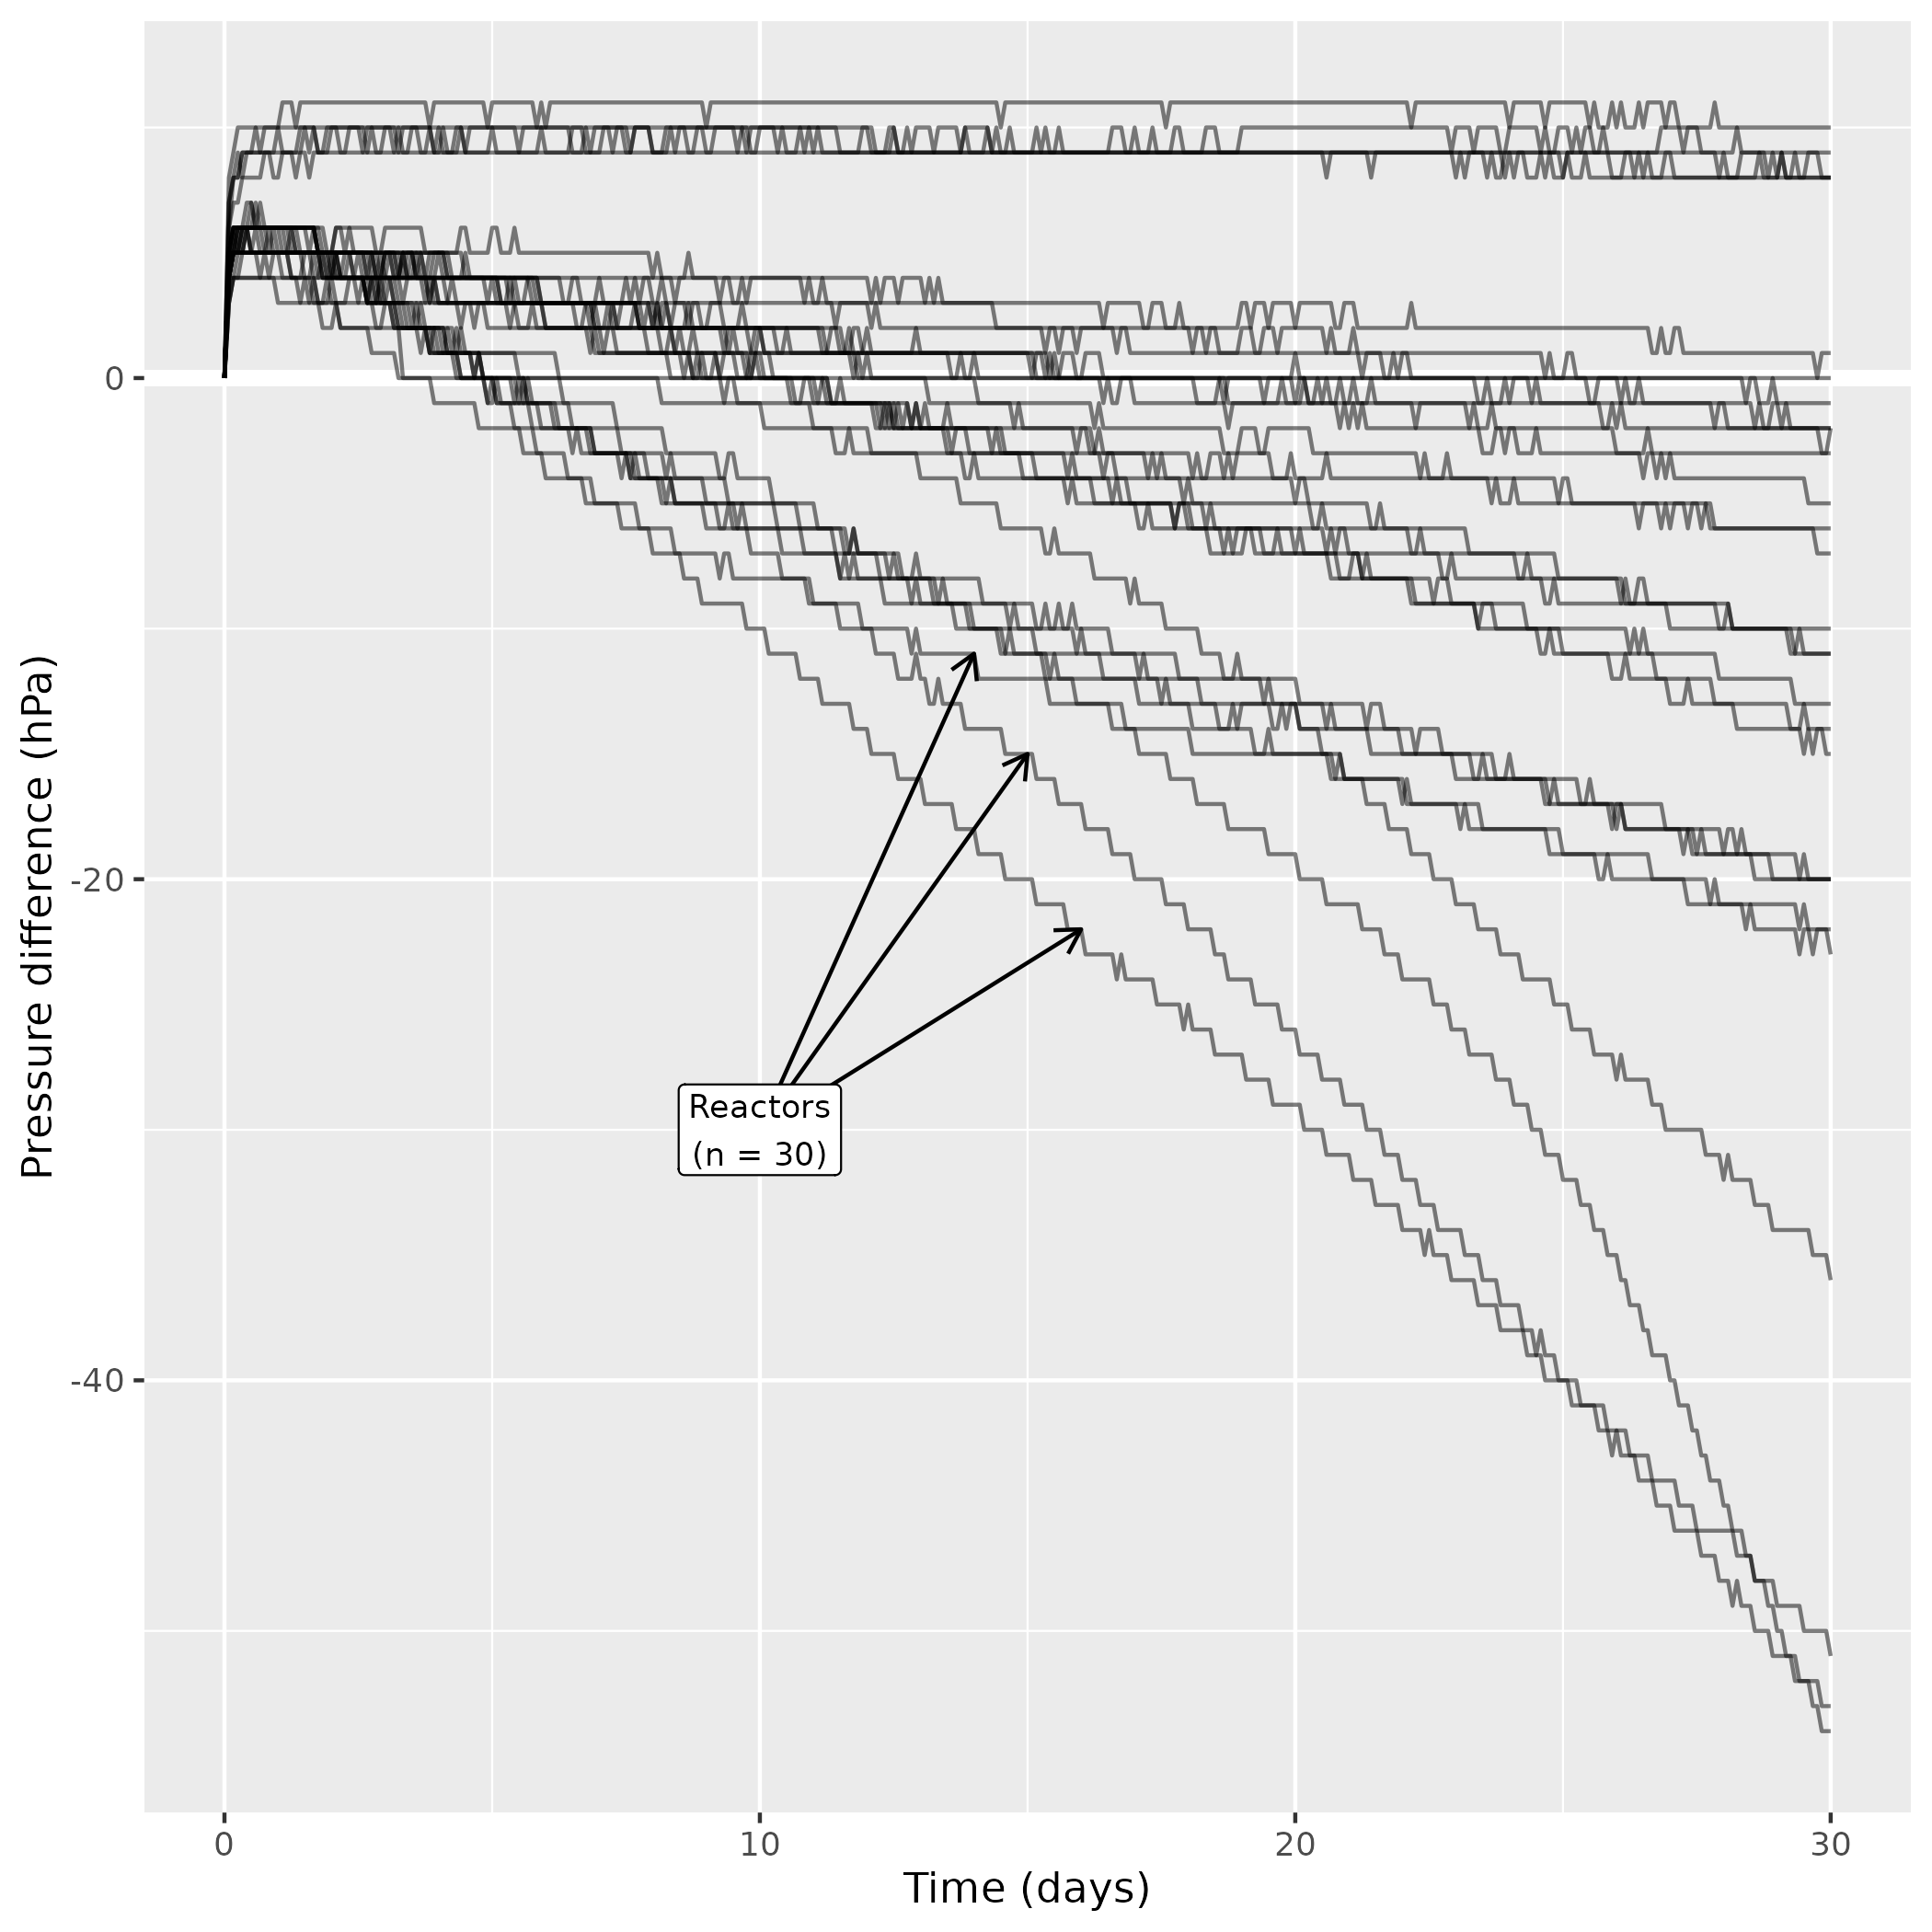 0
-20
-40
Pressure difference (hPa)
Reactors
(n = 30)
0
10
20
30
Time (days)